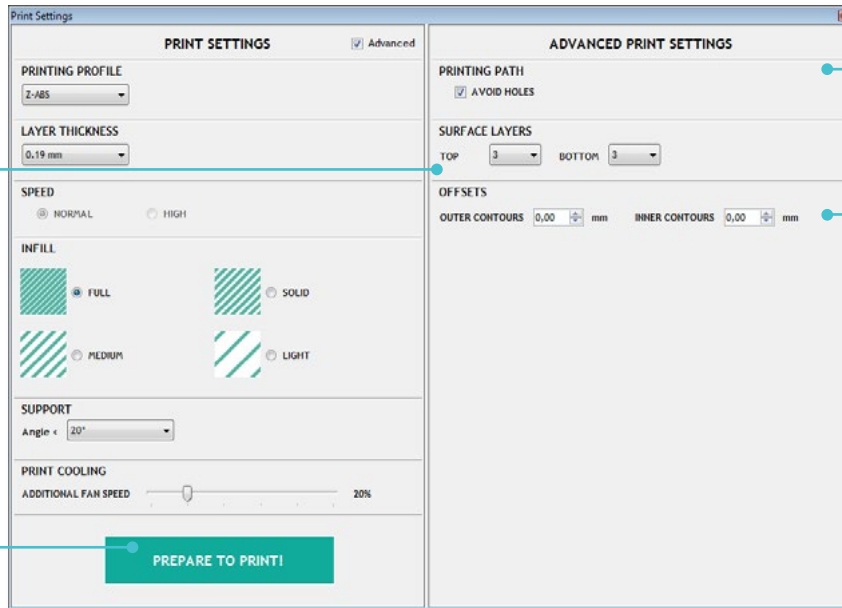 Print Settings
PRINT SETTINGS
Advanced
PRINTING PROFILE
Z-ABS
LAYER THICKNESS
0.19 mm
SPEED
NORMAL HIGH
INFILL
FULL SOLID
MEDIUM LIGHT
SUPPORT
Angle < 20°
PRINT COOLING
ADDITIONAL FAN SPEED 20%
PREPARE TO PRINT!
ADVANCED PRINT SETTINGS
PRINTING PATH
AVOID HOLES
SURFACE LAYERS
TOP 3 BOTTOM 3
OFFSETS
OUTER CONTOURS 0,00 mm INNER CONTOURS 0,00 mm